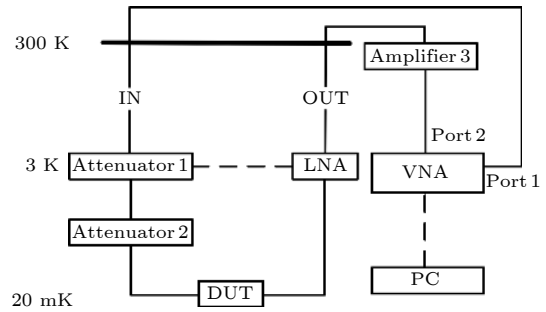 300 K
Amplifier 3
IN
OUT
Port 2
3 K
Attenuator 1
LNA
VNA
Port 1
Attenuator 2
20 mK
DUT
PC